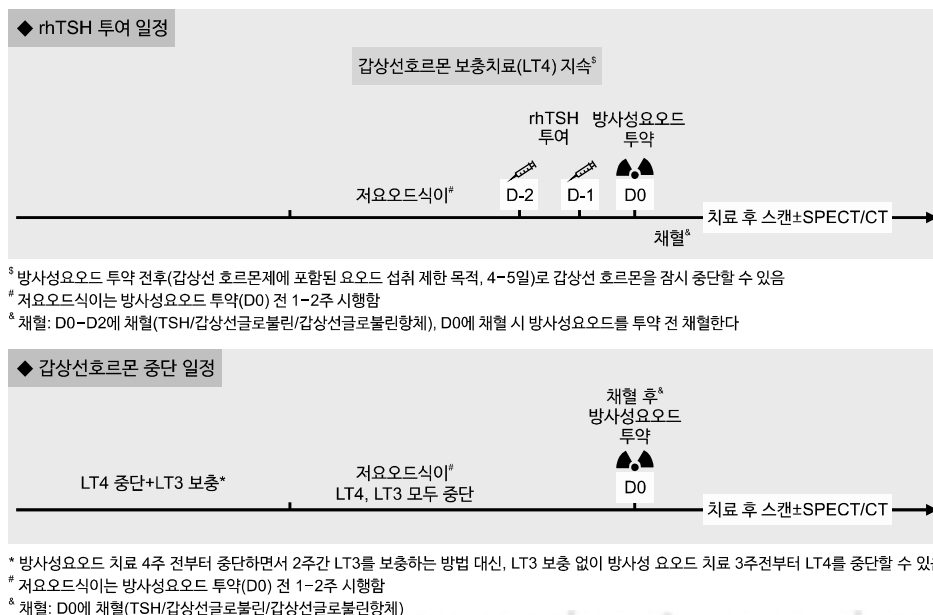 ◆ rhTSH 투여 일정
갑상선호르몬 보충치료(LT4) 지속$
rhTSH 투여
방사성요오드 투약
저요오드식이#
D-2
D-1
D0
치료 후 스캔±SPECT/CT
채혈&
$ 방사성요오드 투약 전후(갑상선 호르몬제에 포함된 요오드 섭취 제한 목적, 4-5일)로 갑상선 호르몬을 잠시 중단할 수 있음
# 저요오드식이는 방사성요오드 투약(D0) 전 1-2주 시행함
& 채혈: D0-D2에 채혈(TSH/갑상선글로불린/갑상선글로불린항체), D0에 채혈 시 방사성요오드를 투약 전 채혈한다
◆ 갑상선호르몬 중단 일정
채혈 후&
방사성요오드
투약
LT4 중단+LT3 보충*
저요오드식이#
LT4, LT3 모두 중단
D0
치료 후 스캔±SPECT/CT
* 방사성요오드 치료 4주 전부터 중단하면서 2주간 LT3를 보충하는 방법 대신, LT3 보충 없이 방사성 요오드 치료 3주전부터 LT4를 중단할 수
# 저요오드식이는 방사성요오드 투약(D0) 전 1-2주 시행함
& 채혈: D0에 채혈(TSH/갑상선글로불린/갑상선글로불린항체)